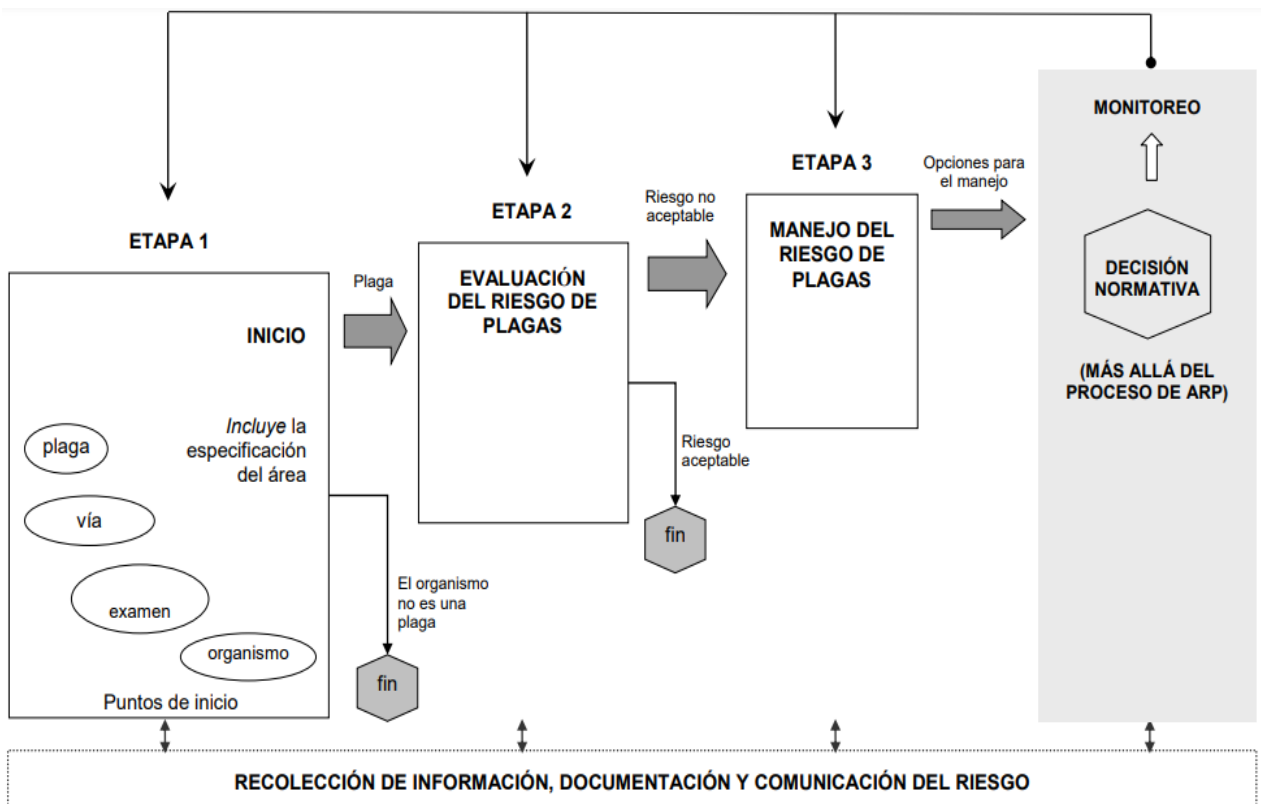 ETAPA 1
INICIO
Incluye la
especificación
del área
plaga
vía
examen
organismo
Puntos de inicio
Plaga
El organismo
no es una
plaga
fin
ETAPA 2
EVALUACIÓN
DEL RIESGO DE
PLAGAS
Riesgo no
aceptable
Riesgo
aceptable
fin
ETAPA 3
MANEJO DEL
RIESGO DE
PLAGAS
Opciones para
el manejo
MONITOREO
DECISIÓN
NORMATIVA
(MÁS ALLÁ DEL
PROCESO DE ARP)
RECOLECCIÓN DE INFORMACIÓN, DOCUMENTACIÓN Y COMUNICACIÓN DEL RIESGO